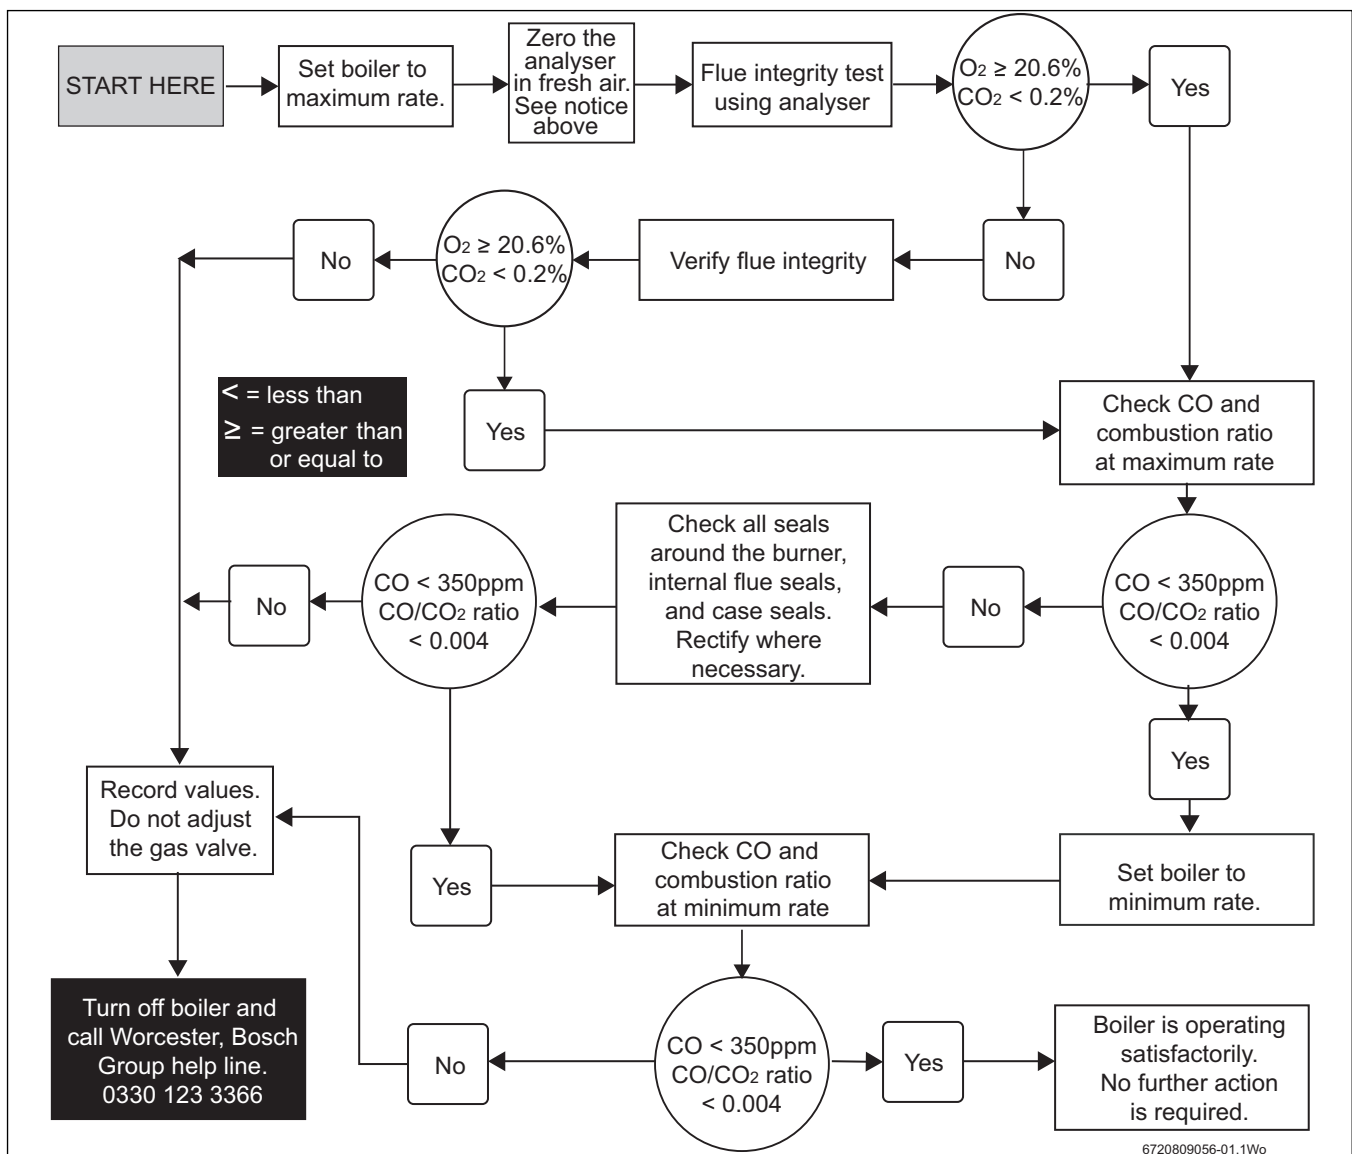 START HERE
Set boiler to
maximum rate.
Zero the
analyser
in fresh air.
See notice
above
Flue integrity test
using analyser
O2 ≥ 20.6%
CO2 < 0.2%
Yes
No
Verify flue integrity
O2 ≥ 20.6%
CO2 < 0.2%
No
< = less than
≥ = greater than
or equal to
Yes
Check CO and
combustion ratio
at maximum rate
CO < 350ppm
CO/CO2 ratio
< 0.004
No
Check all seals
around the burner,
internal flue seals,
and case seals.
Rectify where
necessary.
CO < 350ppm
CO/CO2 ratio
< 0.004
No
Yes
Record values.
Do not adjust
the gas valve.
Yes
Check CO and
combustion ratio
at minimum rate
Set boiler to
minimum rate.
Turn off boiler and
call Worcester, Bosch
Group help line.
0330 123 3366
No
CO < 350ppm
CO/CO2 ratio
< 0.004
Yes
Boiler is operating
satisfactorily.
No further action
is required.
6720809056-01.1Wo